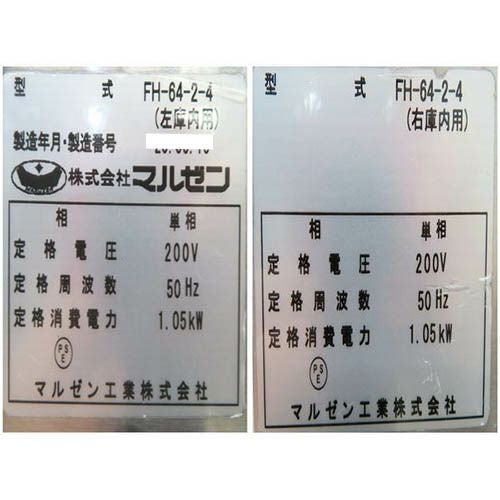 型 式 FH-64-2-4
(左庫内用)
製造年月・製造番号
株式会社マルゼン
相 単相
定格電圧 200V
定格周波数 50Hz
定格消費電力 1.05kW
PSE
マルゼン工業株式会社
型 式 FH-64-2-4
(右庫内用)
相 単相
定格電圧 200V
定格周波数 50Hz
定格消費電力 1.05kW
PSE
マルゼン工業株式会社